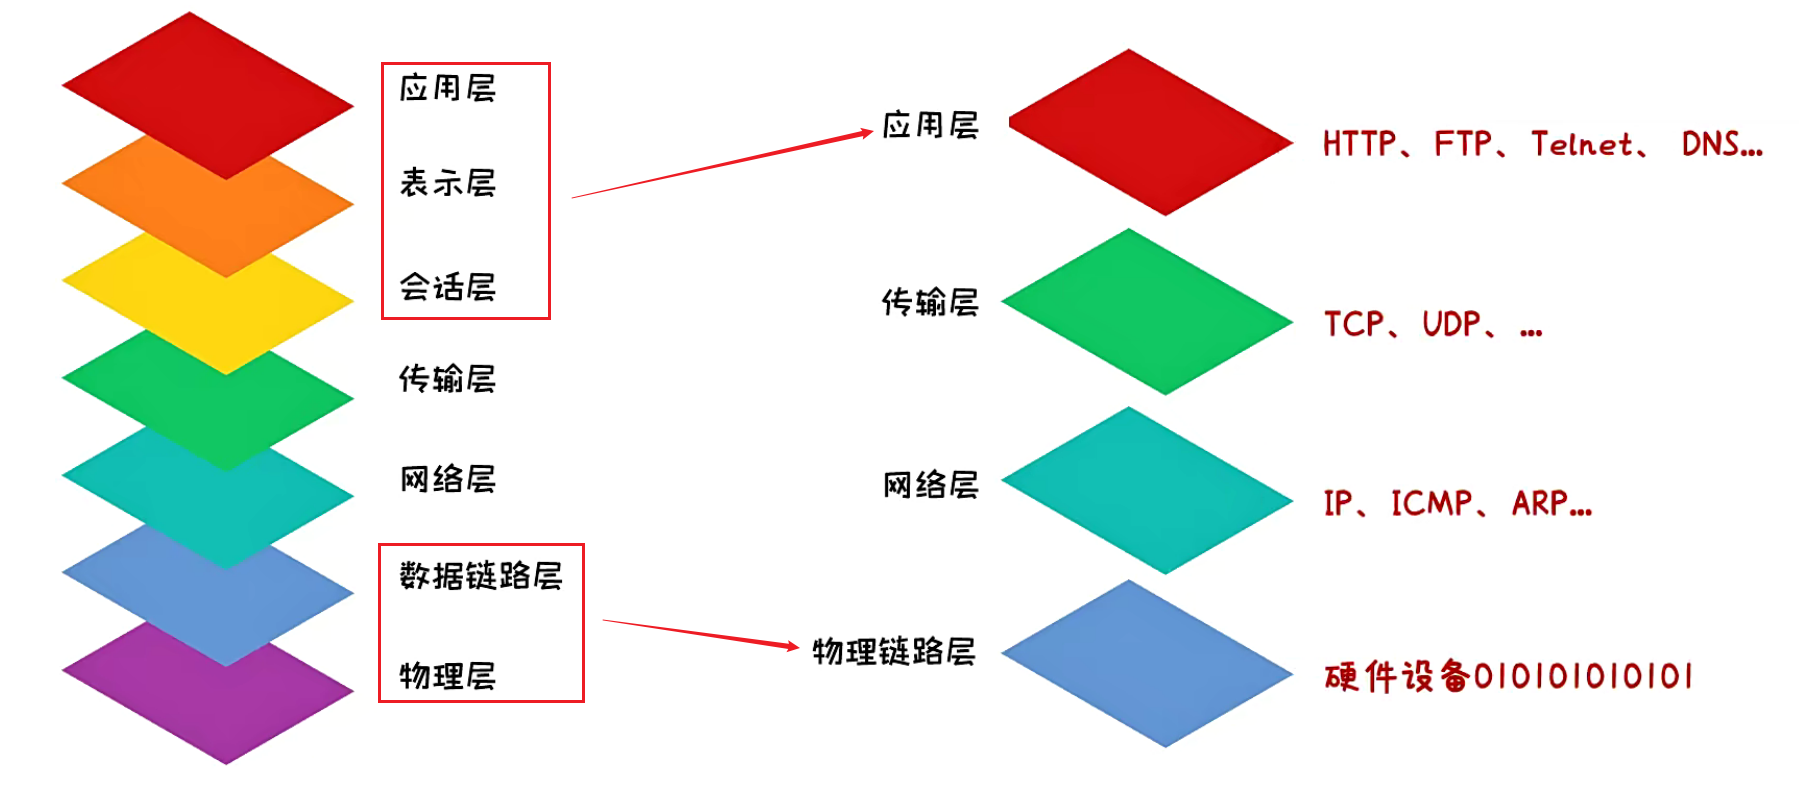 应用层
表示层
会话层
传输层
网络层
数据链路层
物理层
应用层
HTTP、FTP、Telnet、 DNS...
传输层
TCP、UDP、...
网络层
IP、ICMP、ARP...
物理链路层
硬件设备010101010101